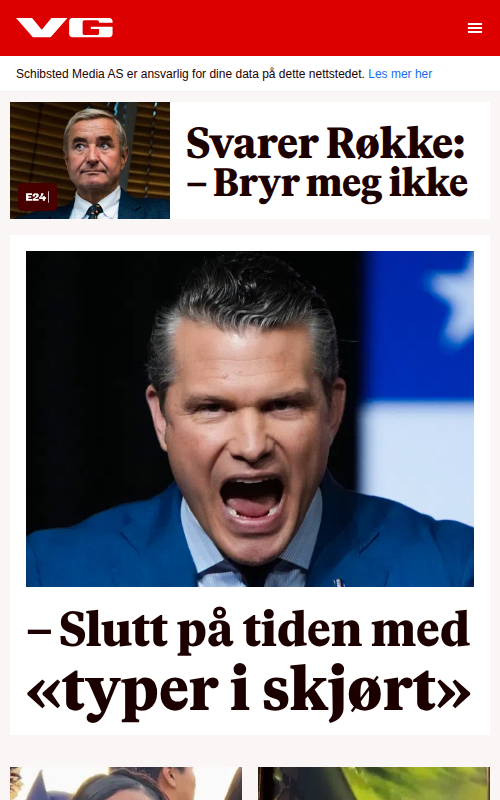 VG
Schibsted Media AS er ansvarlig for dine data på dette nettstedet. Les mer her
E24
Svarer Røkke:
– Bryr meg ikke
– Slutt på tiden med
«typer i skjørt»